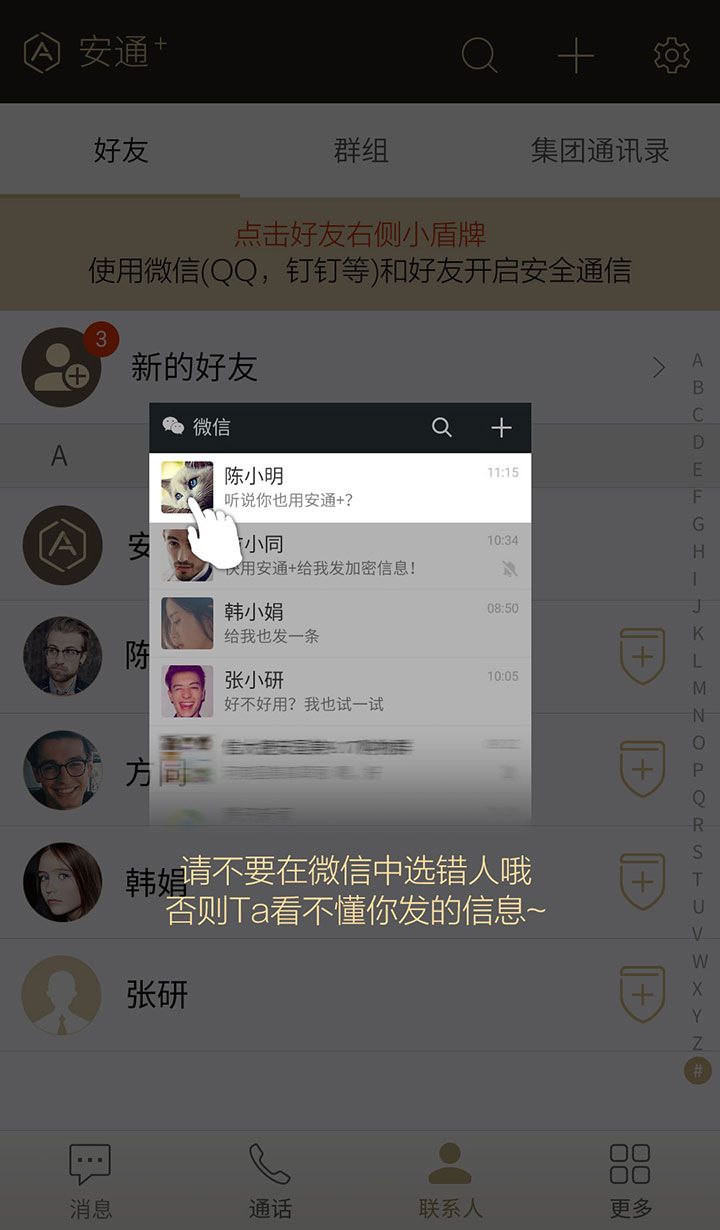 安通+
好友
群组
集团通讯录
点击好友右侧小盾牌
使用微信(QQ，钉钉等)和好友开启安全通信
3
新的好友
A
安
陈
方
韩娟
张研
微信
陈小明
11:15
听说你也用安通+?
小同
10:34
快用安通+给我发加密信息！
韩小娟
08:50
给我也发一条
张小研
10:05
好不好用？我也试一试
请不要在微信中选错人哦
否则Ta看不懂你发的信息~
A
B
C
D
E
F
G
H
I
J
K
L
M
N
O
P
Q
R
S
T
U
V
W
X
Y
Z
#
消息
通话
联系人
更多